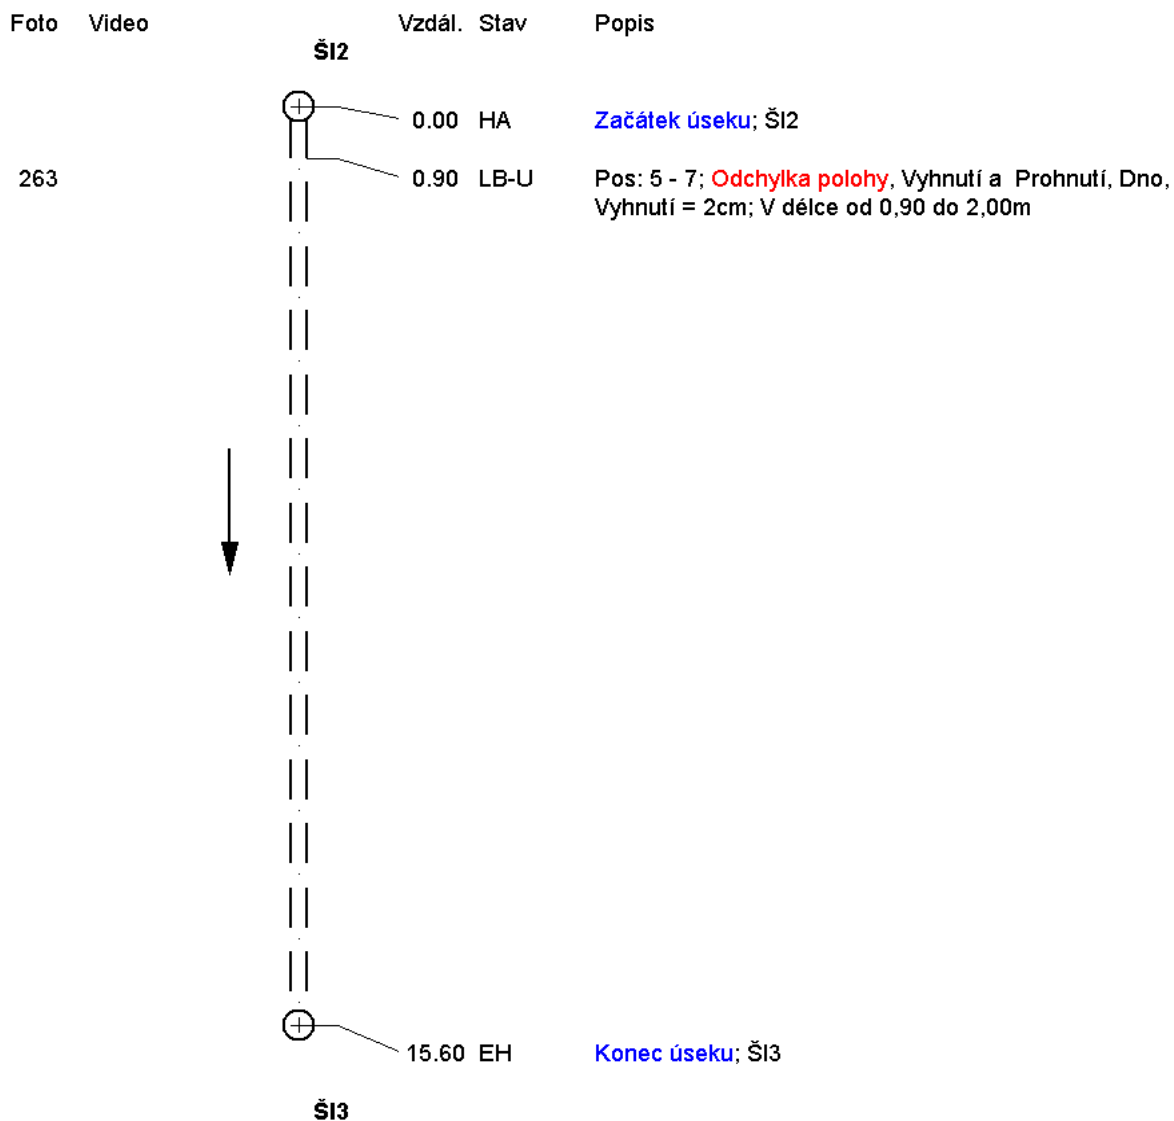 Foto Video Vzdál. Stav Popis
ŠI2
0.00 HA Začátek úseku; ŠI2
263 0.90 LB-U Pos: 5 - 7; Odchylka polohy, Vyhnutí a Prohnutí, Dno,
Vyhnutí = 2cm; V délce od 0,90 do 2,00m
15.60 EH Konec úseku; ŠI3
ŠI3